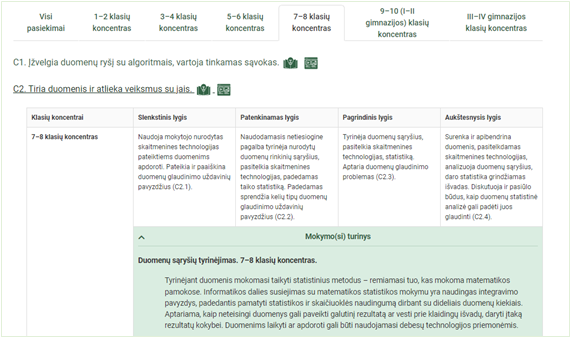 Visi pasiekimai
1–2 klasių koncentras
3–4 klasių koncentras
5–6 klasių koncentras
7–8 klasių koncentras
9–10 (I–II gimnazijos) klasių koncentras
III–IV gimnazijos klasių koncentras
C1. Įžvelgia duomenų ryšį su algoritmais, vartoja tinkamas sąvokas.
C2. Tiria duomenis ir atlieka veiksmus su jais.
Klasių koncentrai
Slenkstinis lygis
Patenkinamas lygis
Pagrindinis lygis
Aukštesnysis lygis
7–8 klasių koncentras
Naudoja mokytojo nurodytas
skaitmenines technologijas
pateiktiems duomenims
apdoroti. Pateikia ir paaiškina
duomenų glaudinimo uždavinių
pavyzdžius (C2.1).
Naudodamasis netiesiogine
pagalba tyrinėja nurodytų
duomenų rinkinių sąryšius,
pasitelkia skaitmenines
technologijas, padedamas
taiko statistiką. Padedamas
sprendžia kelių tipų duomenų
glaudinimo uždavinių
pavyzdžius (C2.2).
Tyrinėja duomenų sąryšius,
pasitelkia skaitmenines
technologijas, statistiką.
Aptaria duomenų glaudinimo
problemas (C2.3).
Surenka ir apibendrina
duomenis, pasitelkdamas
skaitmenines technologijas,
analizuoja duomenų sąryšius,
daro statistika grindžiamas
išvadas. Diskutuoja ir pasiūlo
būdus, kaip duomenų statistinė
analizė gali padėti juos
glaudinti (C2.4).
Mokymo(si) turinys
Duomenų sąryšių tyrinėjimas. 7–8 klasių koncentras.
Tyrinėjant duomenis mokomasi taikyti statistinius metodus – remiamasi tuo, kas mokoma matematikos
pamokose. Informatikos dalies susiejimas su matematikos statistikos mokymu yra naudingas integravimo
pavyzdys, padedantis pamatyti statistikos ir skaičiuoklės naudingumą dirbant su dideliais duomenų kiekiais.
Aptariama, kaip neteisingi duomenys gali paveikti galutinį rezultatą ar vesti prie klaidingų išvadų, daryti įtaką
rezultatų kokybei. Duomenims laikyti ar apdoroti gali būti naudojamasi debesų technologijos priemonėmis.